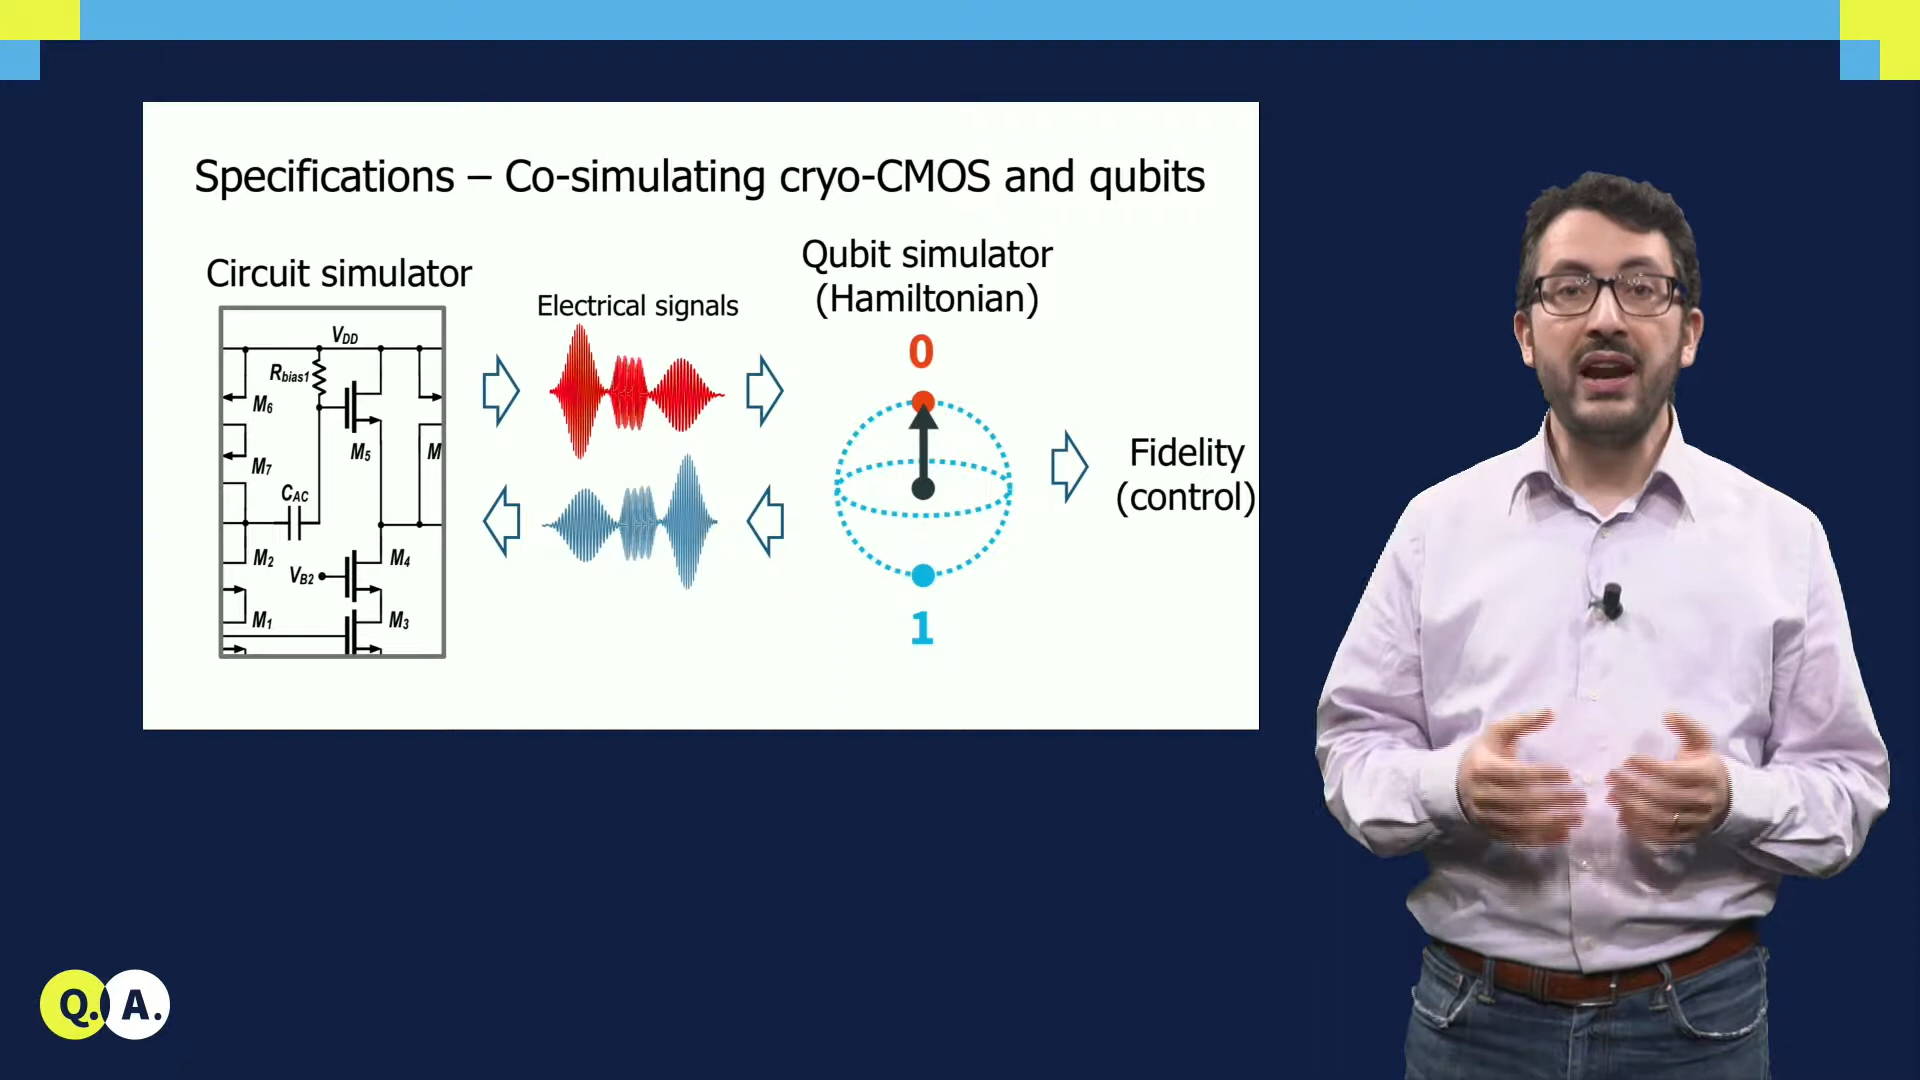 Specifications – Co-simulating cryo-CMOS and qubits
Circuit simulator
Electrical signals
Qubit simulator
(Hamiltonian)
0
1
Fidelity
(control)
VDD
Rbias1
M6
M5
M
M7
CAC
M2
M4
VB2
M1
M3
Q. A.